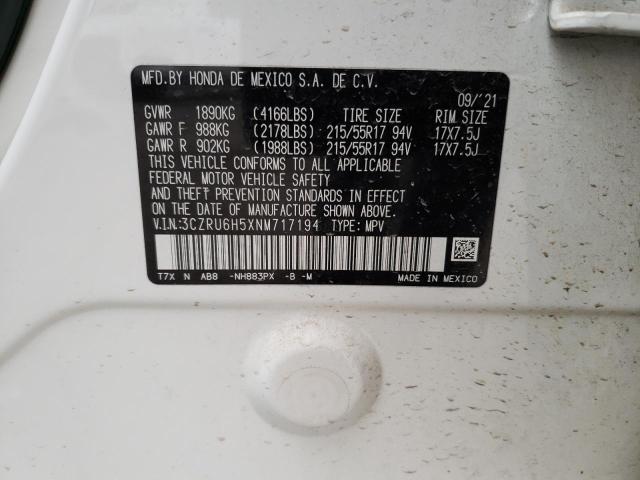 MFD.BY HONDA DE MEXICO S.A. DE C.V.
09/'21
GVWR 1890KG (4166LBS) TIRE SIZE RIM SIZE
GAWR F 988KG (2178LBS) 215/55R17 94V 17X7.5J
GAWR R 902KG (1988LBS) 215/55R17 94V 17X7.5J
THIS VEHICLE CONFORMS TO ALL APPLICABLE
FEDERAL MOTOR VEHICLE SAFETY
AND THEFT PREVENTION STANDARDS IN EFFECT
ON THE DATE OF MANUFACTURE SHOWN ABOVE.
V.I.N:3CZRU6H5XNM717194 TYPE: MPV
T7X N AB8 -NH883PX -B -M MADE IN MEXICO